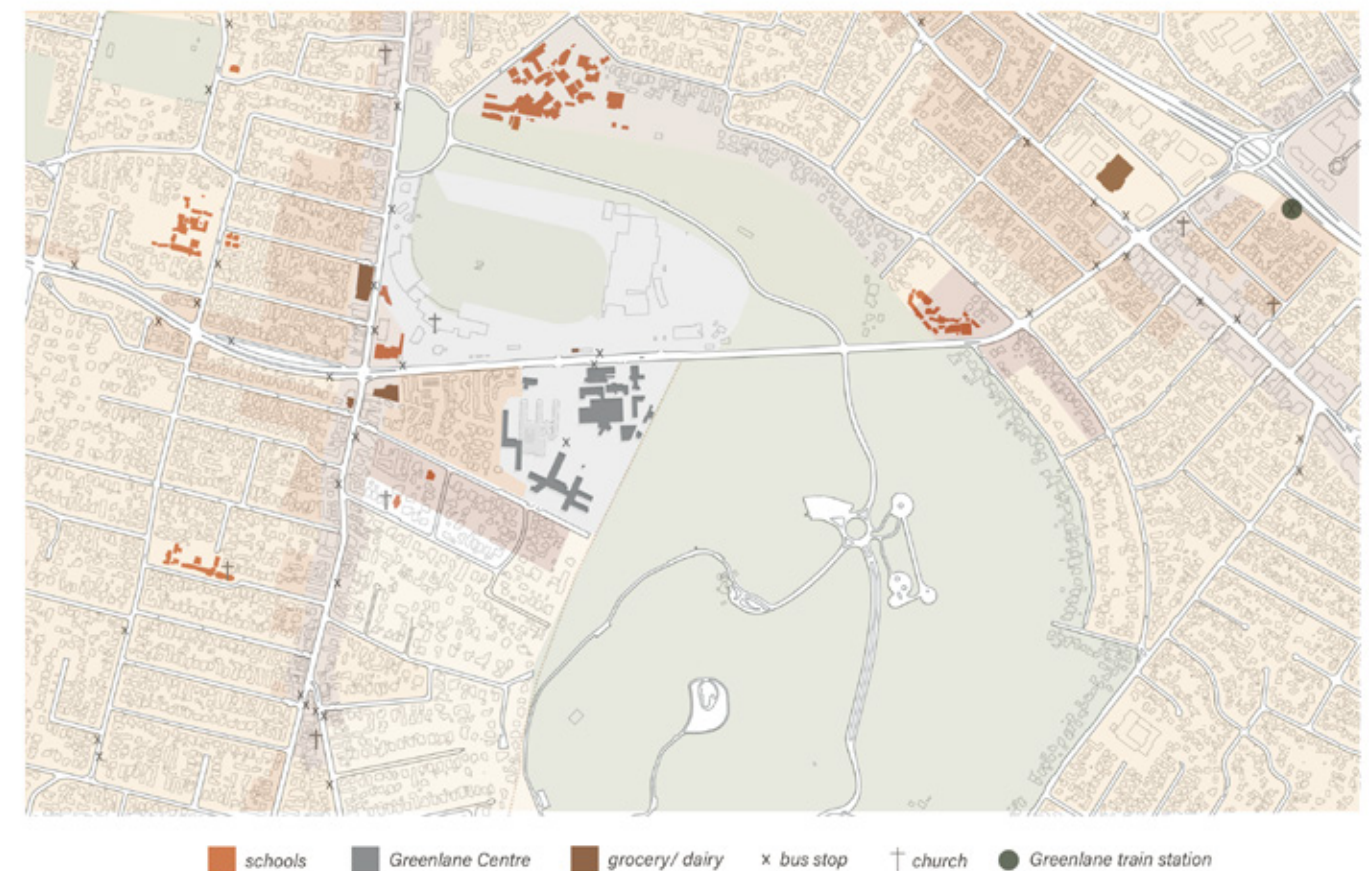 schools
Greenlane Centre
grocery/ dairy
x bus stop
church
Greenlane train station